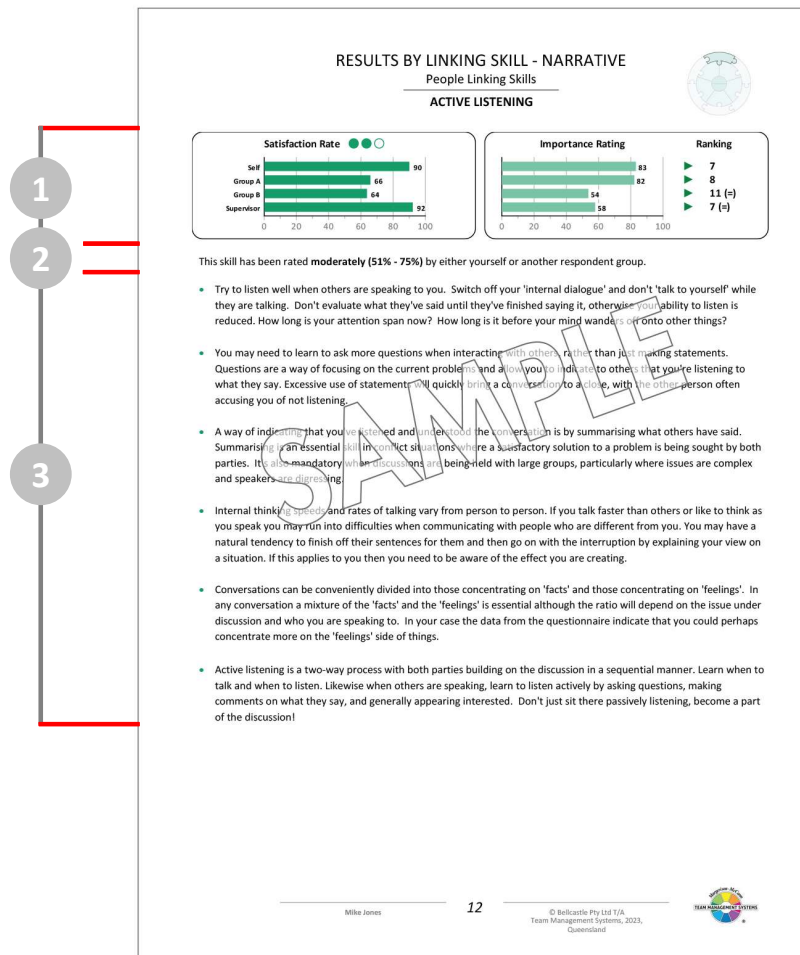 RESULTS BY LINKING SKILL - NARRATIVE
People Linking Skills
ACTIVE LISTENING
1
2
3
Satisfaction Rate
Self 90
Group A 66
Group B 64
Supervisor 92
0 20 40 60 80 100
Importance Rating Ranking
83 7
82 8
54 11 (=)
58 7 (=)
0 20 40 60 80 100
This skill has been rated moderately (51% - 75%) by either yourself or another respondent group.
• Try to listen well when others are speaking to you. Switch off your 'internal dialogue' and don't 'talk to yourself' while
they are talking. Don't evaluate what they've said until they've finished saying it, otherwise your ability to listen is
reduced. How long is your attention span now? How long is it before your mind wanders off onto other things?
• You may need to learn to ask more questions when interacting with others, rather than just making statements.
Questions are a way of focusing on the current problems and allow you to indicate to others that you're listening to
what they say. Excessive use of statements will quickly bring a conversation to a close, with the other person often
accusing you of not listening.
• A way of indicating that you've listened and understood the conversation is by summarising what others have said.
Summarising is an essential skill in conflict situations where a satisfactory solution to a problem is being sought by both
parties. It's also mandatory when discussions are being held with large groups, particularly where issues are complex
and speakers are digressing.
• Internal thinking speeds and rates of talking vary from person to person. If you talk faster than others or like to think as
you speak you may run into difficulties when communicating with people who are different from you. You may have a
natural tendency to finish off their sentences for them and then go on with the interruption by explaining your view on
a situation. If this applies to you then you need to be aware of the effect you are creating.
• Conversations can be conveniently divided into those concentrating on 'facts' and those concentrating on 'feelings'. In
any conversation a mixture of the 'facts' and the 'feelings' is essential although the ratio will depend on the issue under
discussion and who you are speaking to. In your case the data from the questionnaire indicate that you could perhaps
concentrate more on the 'feelings' side of things.
• Active listening is a two-way process with both parties building on the discussion in a sequential manner. Learn when to
talk and when to listen. Likewise when others are speaking, learn to listen actively by asking questions, making
comments on what they say, and generally appearing interested. Don't just sit there passively listening, become a part
of the discussion!
SAMPLE
Mike Jones
12
© Bellcastle Pty Ltd T/A
Team Management Systems, 2023,
Queensland
Margerison-McCann
TEAM MANAGEMENT SYSTEMS
®